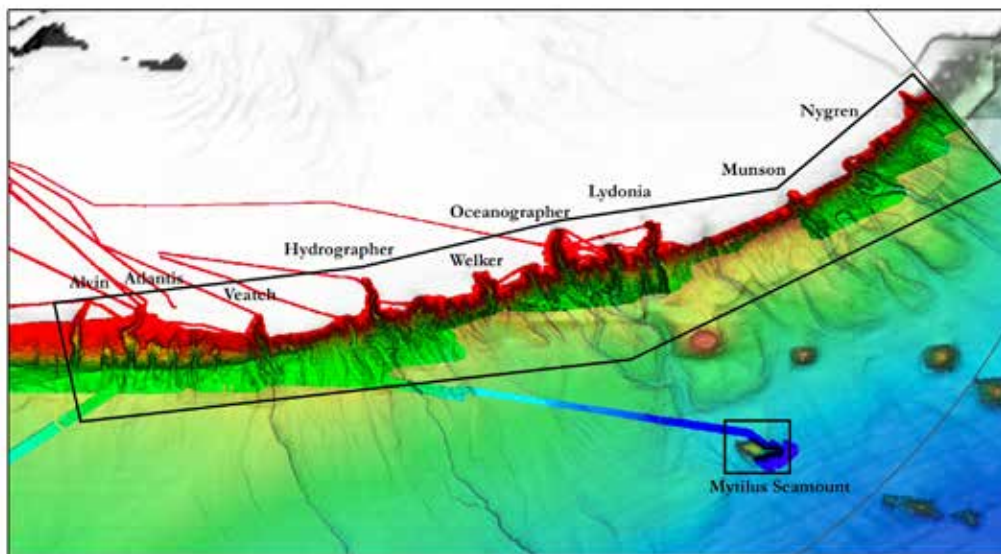 Nygren
Munson
Lydonia
Oceanographer
Hydrographer
Welker
Alvin
Atlantis
Veatch
Mytilus Seamount